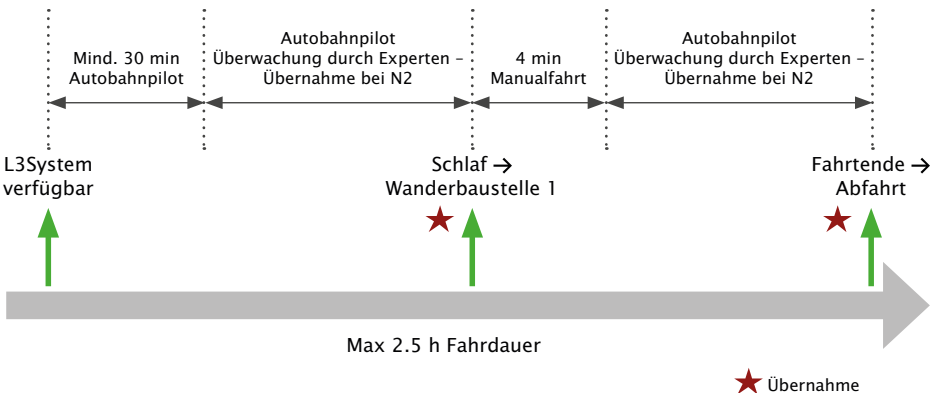 Mind. 30 min
Autobahnpilot
Autobahnpilot
Überwachung durch Experten –
Übernahme bei N2
4 min
Manualfahrt
Autobahnpilot
Überwachung durch Experten –
Übernahme bei N2
L3System
verfügbar
Schlaf →
Wanderbaustelle 1
Fahrtende →
Abfahrt
Max 2.5 h Fahrdauer
Übernahme